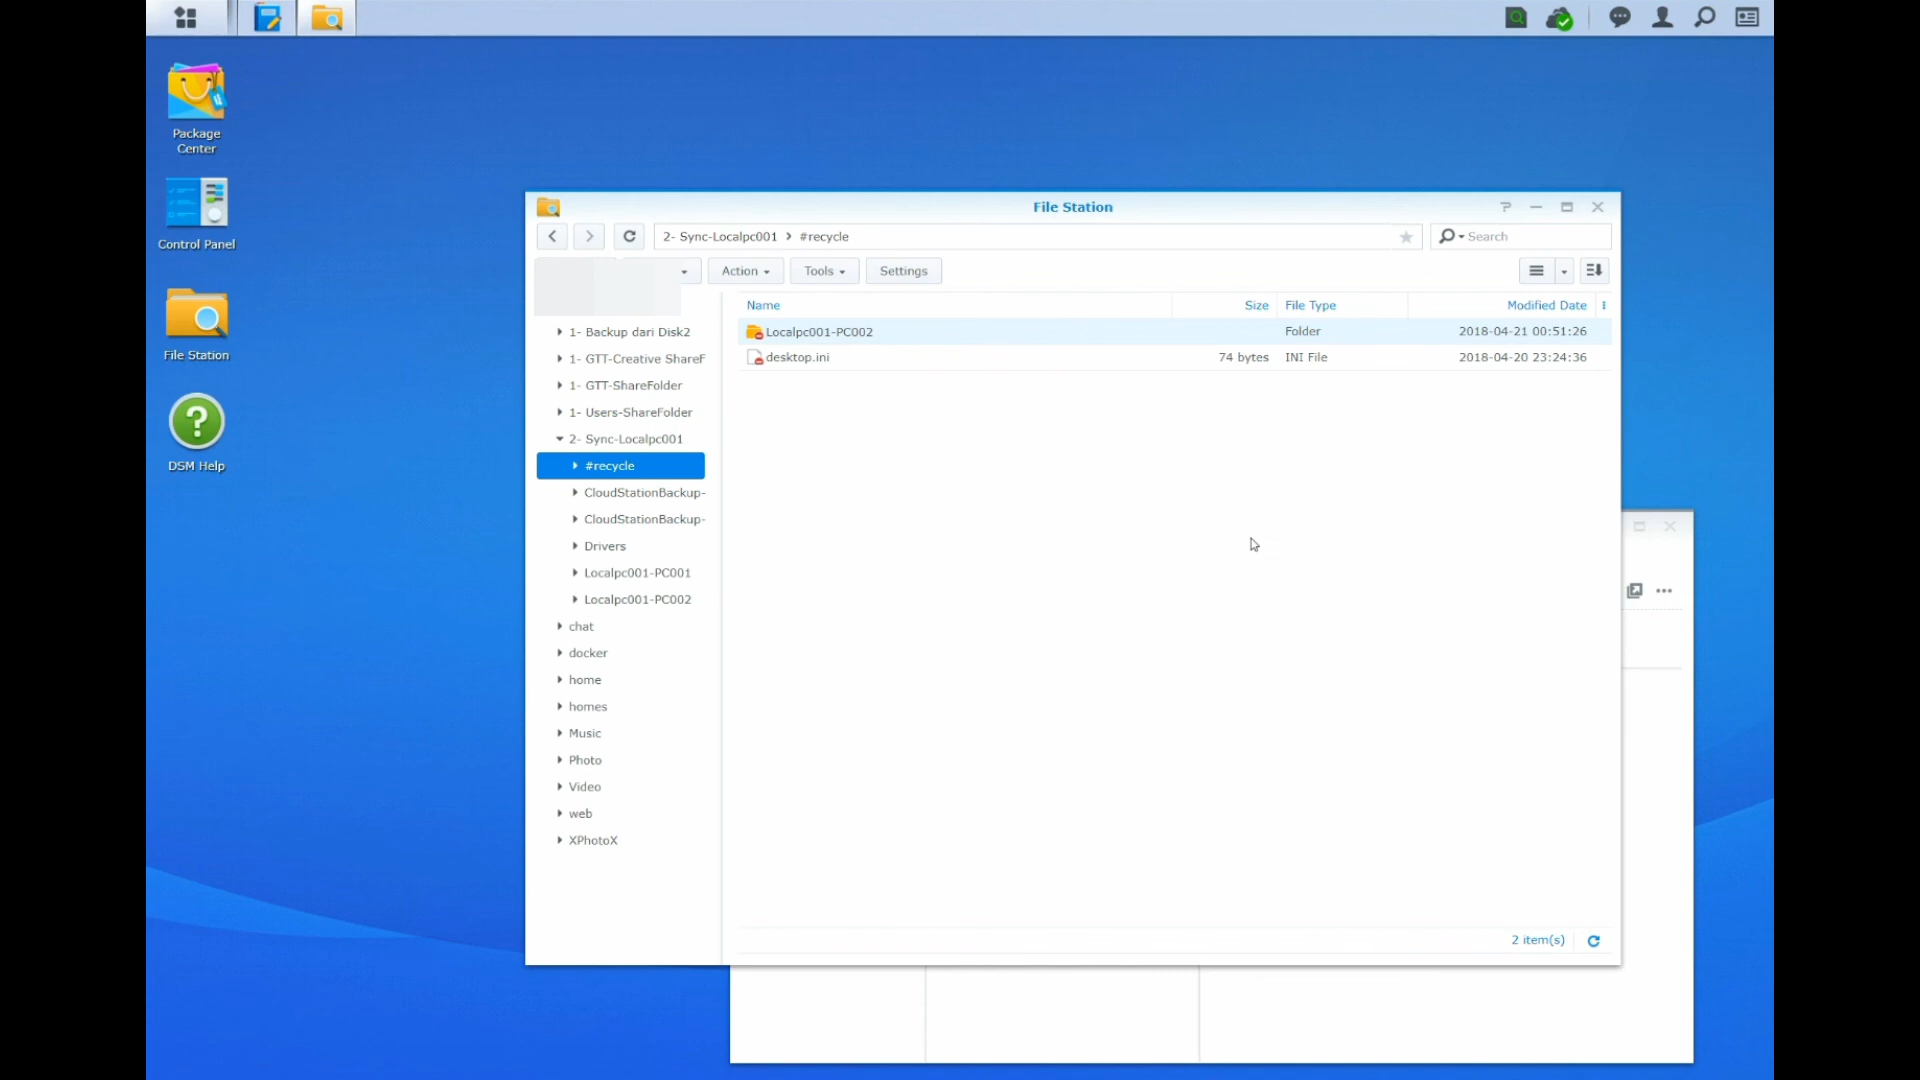 Package
Center
Control Panel
File Station
DSM Help
File Station
2- Sync-Localpc001 > #recycle
Search
Action
Tools
Settings
Name Size File Type Modified Date
Localpc001-PC002 Folder 2018-04-21 00:51:26
desktop.ini 74 bytes INI File 2018-04-20 23:24:36
1- Backup dari Disk2
1- GTT-Creative ShareF
1- GTT-ShareFolder
1- Users-ShareFolder
2- Sync-Localpc001
#recycle
CloudStationBackup-
CloudStationBackup-
Drivers
Localpc001-PC001
Localpc001-PC002
chat
docker
home
homes
Music
Photo
Video
web
XPhotoX
2 item(s)